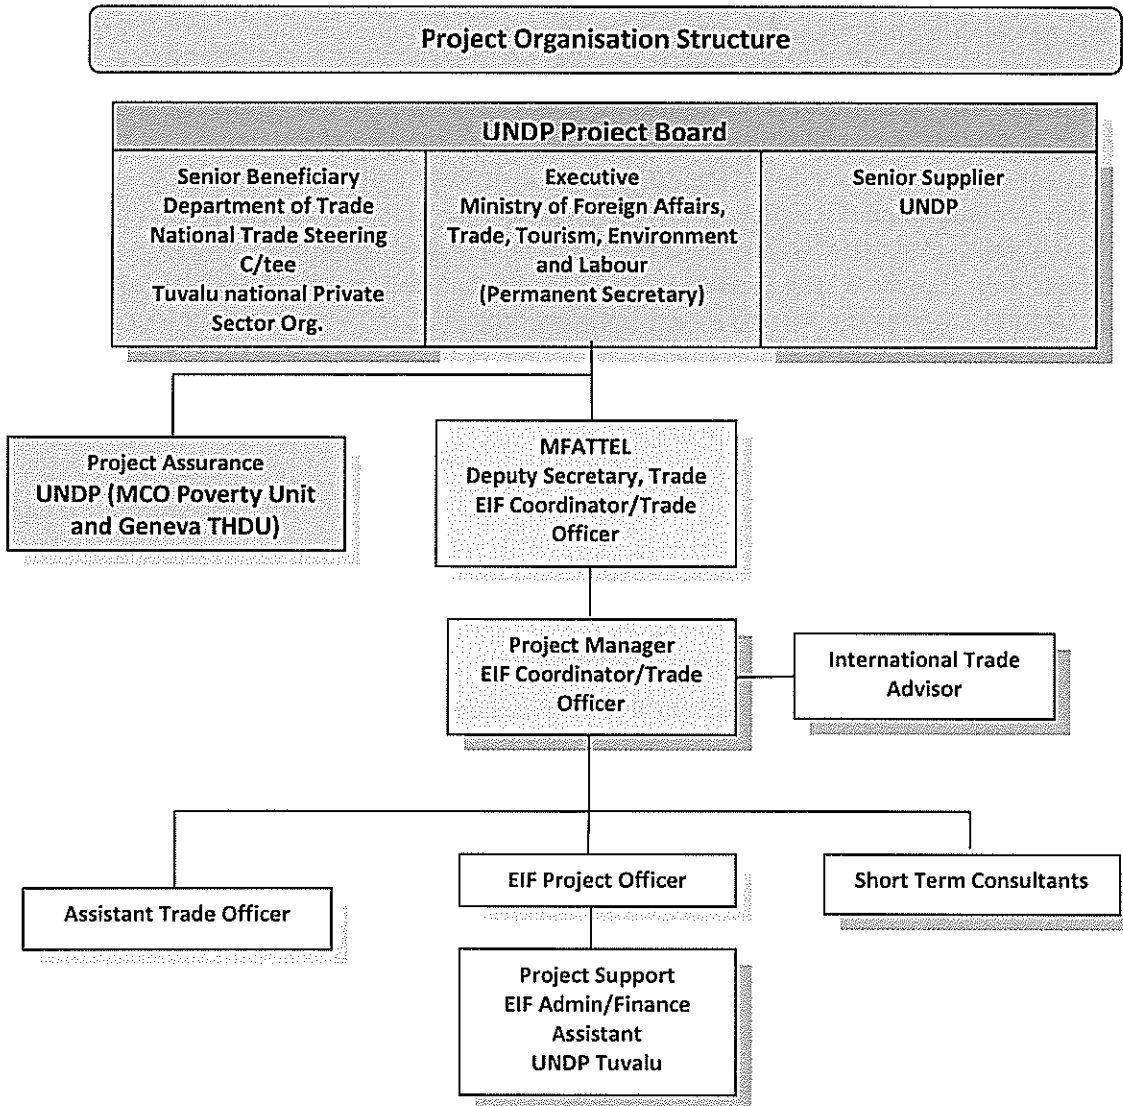 Project Organisation Structure
UNDP Project Board
Senior Beneficiary
Department of Trade
National Trade Steering
C/tee
Tuvalu national Private
Sector Org.
Executive
Ministry of Foreign Affairs,
Trade, Tourism, Environment
and Labour
(Permanent Secretary)
Senior Supplier
UNDP
Project Assurance
UNDP (MCO Poverty Unit
and Geneva THDU)
MFATTEL
Deputy Secretary, Trade
EIF Coordinator/Trade
Officer
Project Manager
EIF Coordinator/Trade
Officer
International Trade
Advisor
Assistant Trade Officer
EIF Project Officer
Short Term Consultants
Project Support
EIF Admin/Finance
Assistant
UNDP Tuvalu